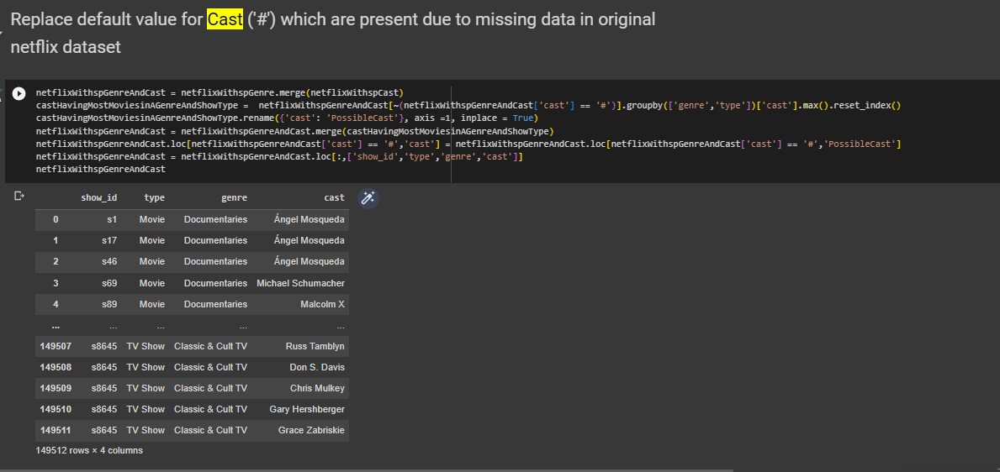 Replace default value for Cast ('#') which are present due to missing data in original
netflix dataset
netflixWithspGenreAndCast = netflixWithspGenre.merge(netflixWithspCast)
castHavingMostMoviesinAGenreAndShowType =  netflixWithspGenreAndCast[~(netflixWithspGenreAndCast['cast'] == '#')].groupby(['genre','type'])['cast'].max().reset_index()
castHavingMostMoviesinAGenreAndShowType.rename({'cast': 'PossibleCast'}, axis =1, inplace = True)
netflixWithspGenreAndCast = netflixWithspGenreAndCast.merge(castHavingMostMoviesinAGenreAndShowType)
netflixWithspGenreAndCast.loc[netflixWithspGenreAndCast['cast'] == '#','cast'] = netflixWithspGenreAndCast.loc[netflixWithspGenreAndCast['cast'] == '#','PossibleCast']
netflixWithspGenreAndCast = netflixWithspGenreAndCast.loc[:,['show_id','type','genre','cast']]
netflixWithspGenreAndCast
show_id type genre cast
0 s1 Movie Documentaries Ángel Mosqueda
1 s17 Movie Documentaries Ángel Mosqueda
2 s46 Movie Documentaries Ángel Mosqueda
3 s69 Movie Documentaries Michael Schumacher
4 s89 Movie Documentaries Malcolm X
... ... ... ... ...
149507 s8645 TV Show Classic & Cult TV Russ Tamblyn
149508 s8645 TV Show Classic & Cult TV Don S. Davis
149509 s8645 TV Show Classic & Cult TV Chris Mulkey
149510 s8645 TV Show Classic & Cult TV Gary Hershberger
149511 s8645 TV Show Classic & Cult TV Grace Zabriskie
149512 rows × 4 columns